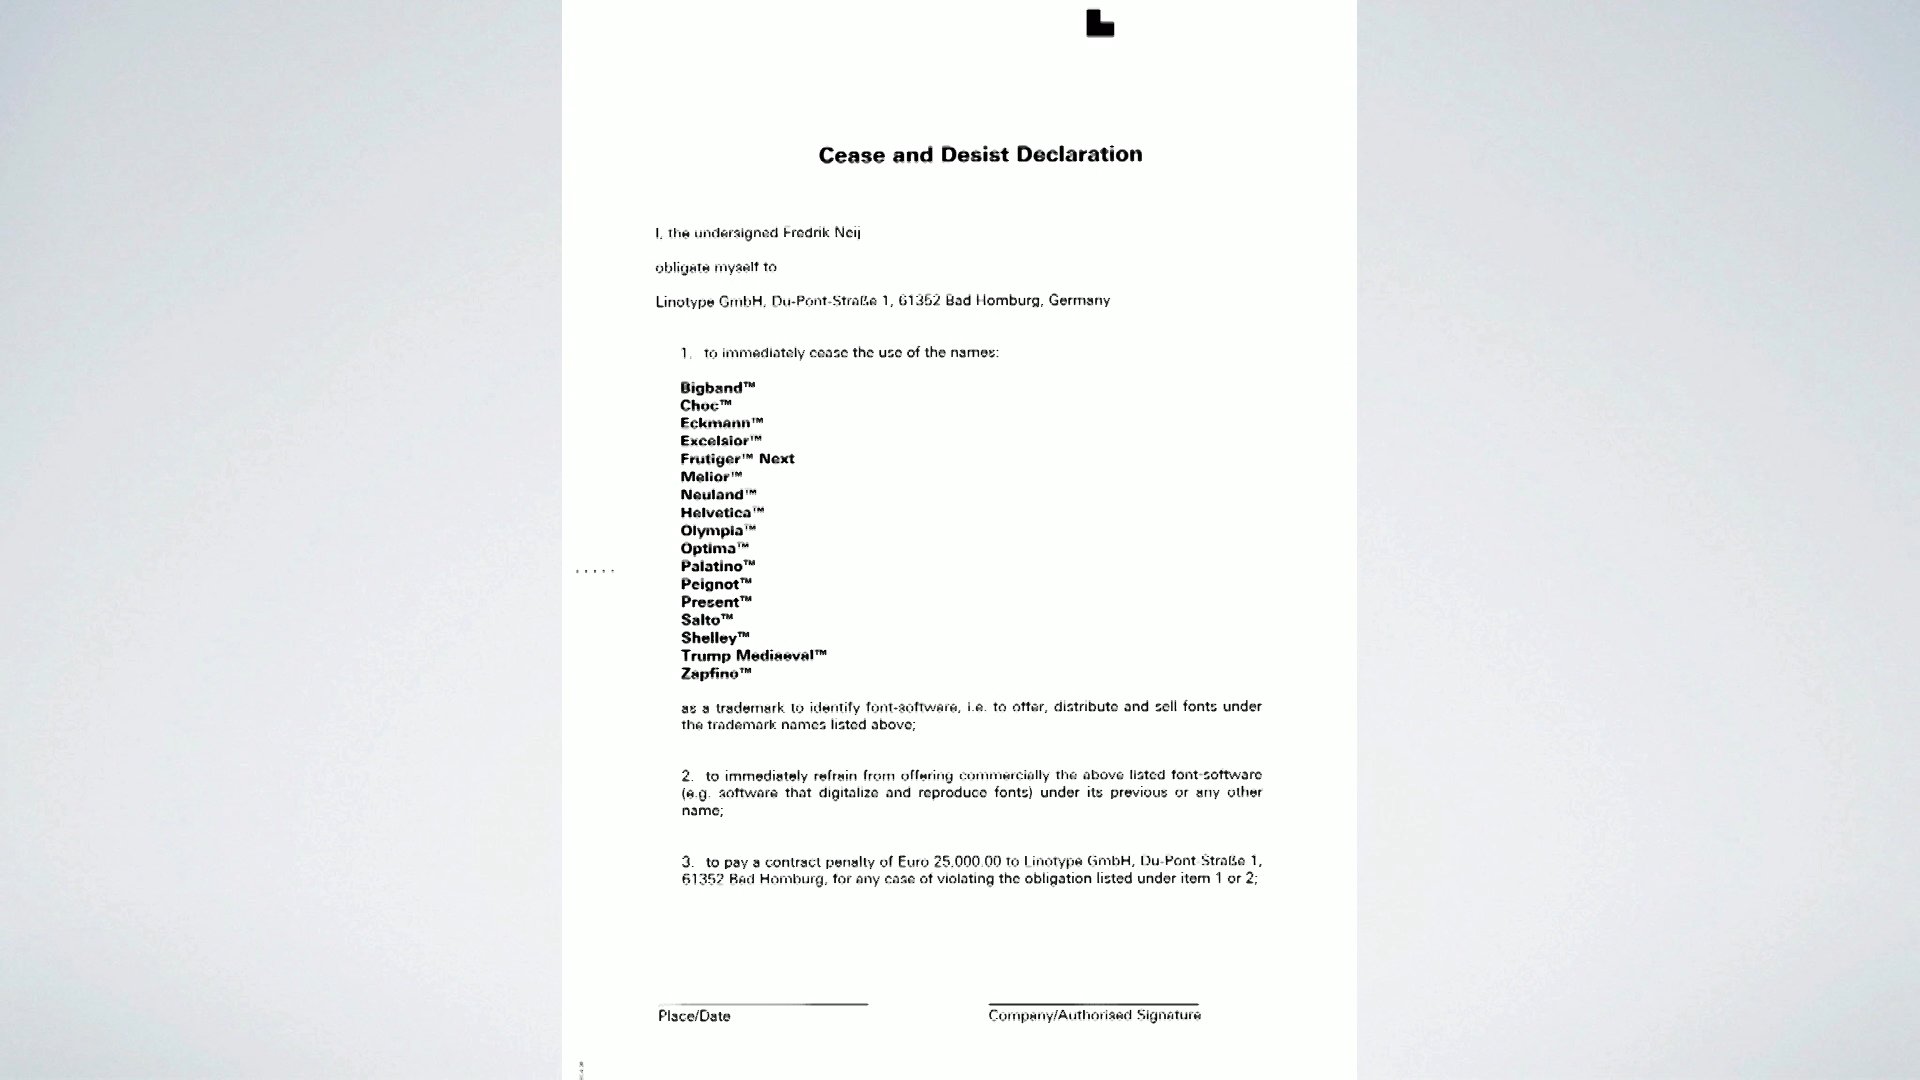 Cease and Desist Declaration
I, the undersigned Fredrik Neij
obligate myself to
Linotype GmbH, Du-Pont-Straße 1, 61352 Bad Homburg, Germany
1. to immediately cease the use of the names:
Bigband™
Choc™
Eckmann™
Excelsior™
Frutiger™ Next
Melior™
Neuland™
Helvetica™
Olympia™
Optima™
Palatino™
Peignot™
Present™
Salto™
Shelley™
Trump Mediaeval™
Zapfino™
as a trademark to identify font-software, i.e. to offer, distribute and sell fonts under
the trademark names listed above;
2. to immediately refrain from offering commercially the above listed font-software
(e.g. software that digitalize and reproduce fonts) under its previous or any other
name;
3. to pay a contract penalty of Euro 25.000.00 to Linotype GmbH, Du-Pont-Straße 1,
61352 Bad Homburg, for any case of violating the obligation listed under item 1 or 2;
Place/Date
Company/Authorised Signature